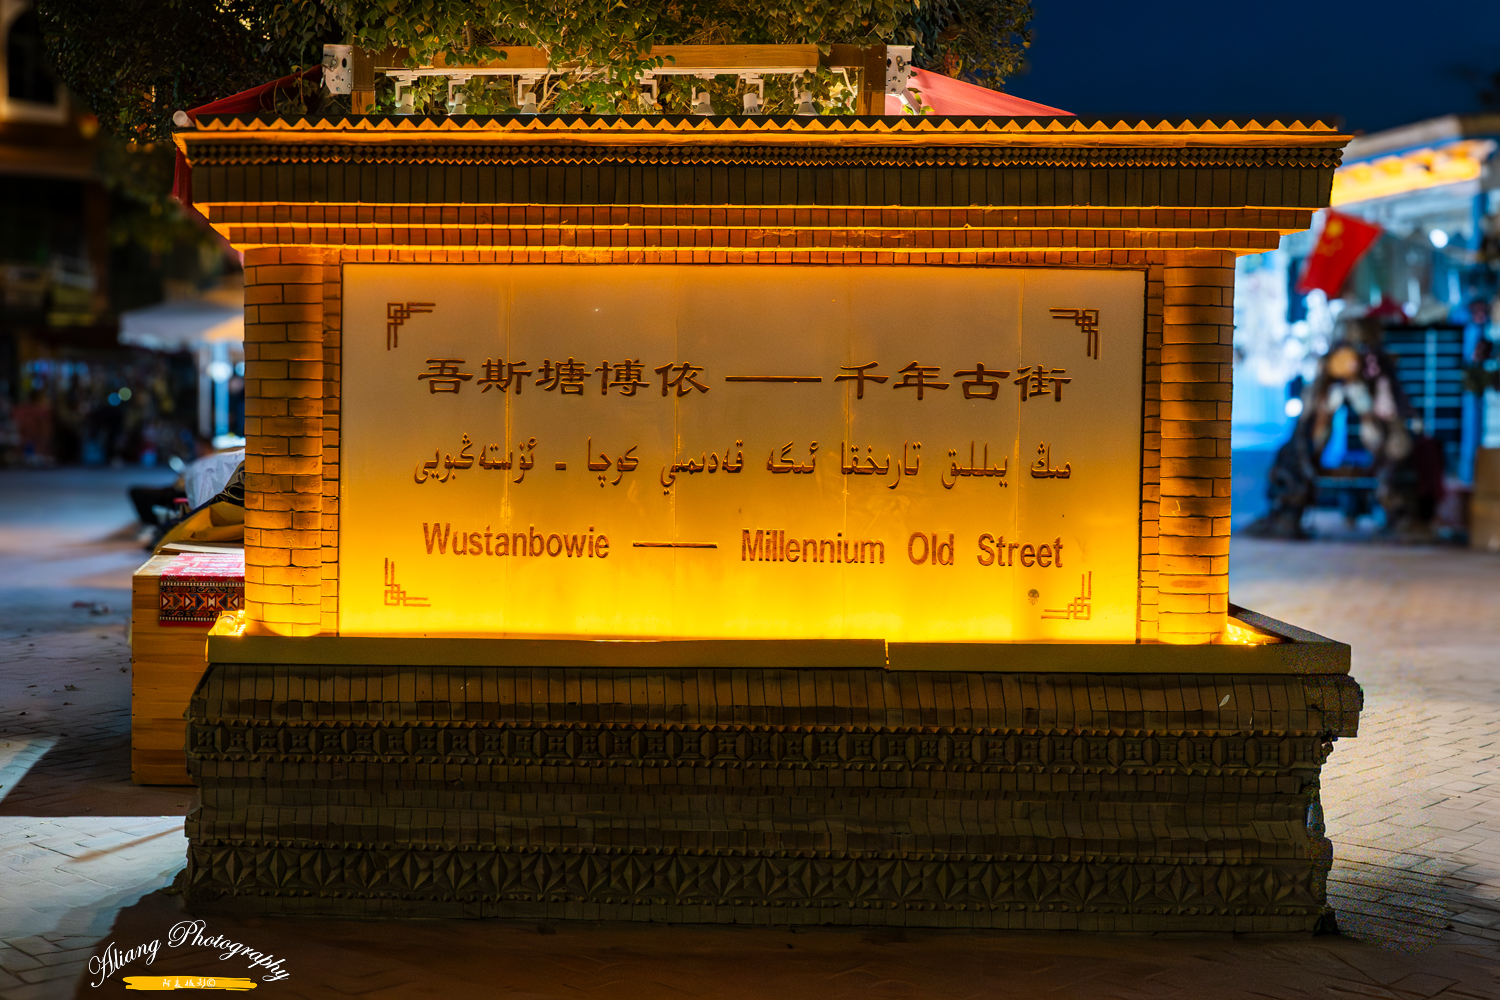 吾斯塘博依——千年古街
مىڭ يىللىق تارىخقا ئىگە قەدىمىي كوچا - ئۆستەڭبويى
Wustanbowie —— Millennium Old Street
Aliang Photography